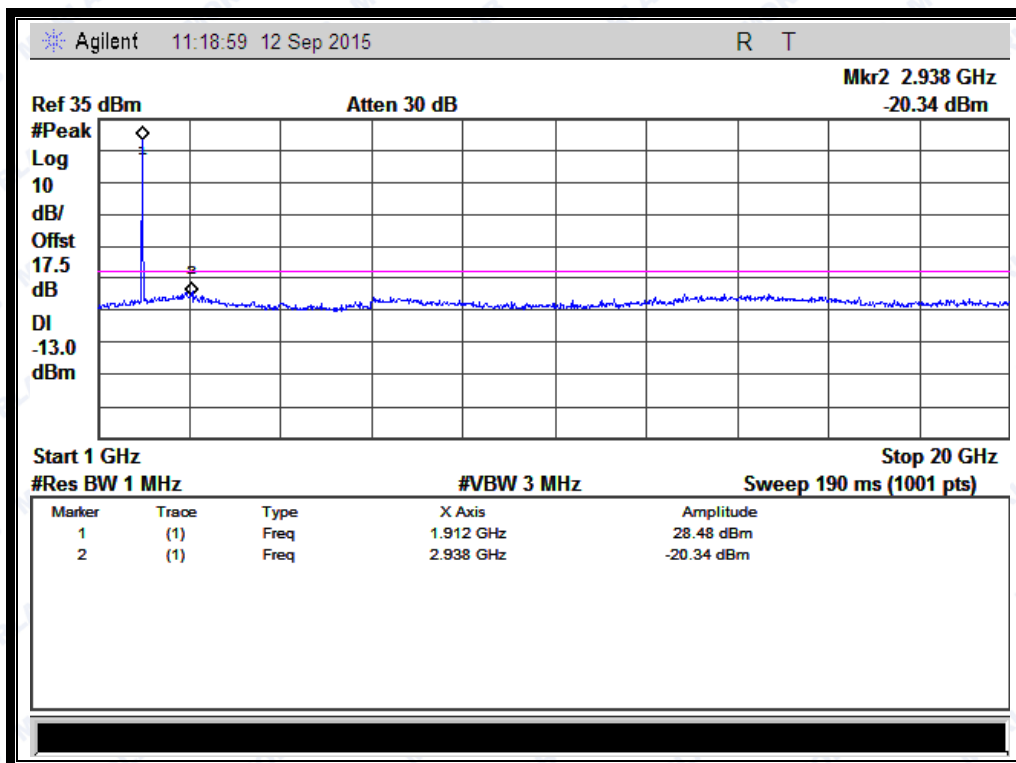 Agilent 11:18:59 12 Sep 2015 R T
Mkr2 2.938 GHz
Ref 35 dBm Atten 30 dB -20.34 dBm
#Peak
Log
10
dB/
Offst
17.5
dB
DI
-13.0
dBm
1
2
Start 1 GHz Stop 20 GHz
#Res BW 1 MHz #VBW 3 MHz Sweep 190 ms (1001 pts)
Marker Trace Type X Axis Amplitude
1 (1) Freq 1.912 GHz 28.48 dBm
2 (1) Freq 2.938 GHz -20.34 dBm